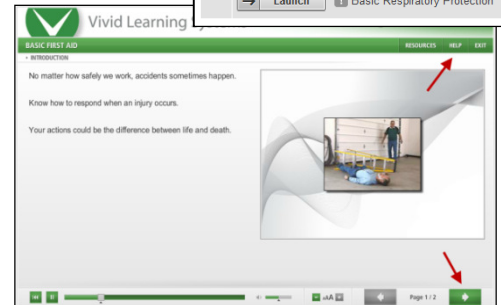 Launch Basic Respiratory Protection
Vivid Learning
BASIC FIRST AID RESOURCES HELP EXIT
INTRODUCTION
No matter how safely we work, accidents sometimes happen.
Know how to respond when an injury occurs.
Your actions could be the difference between life and death.
AAA
Page 1 / 2